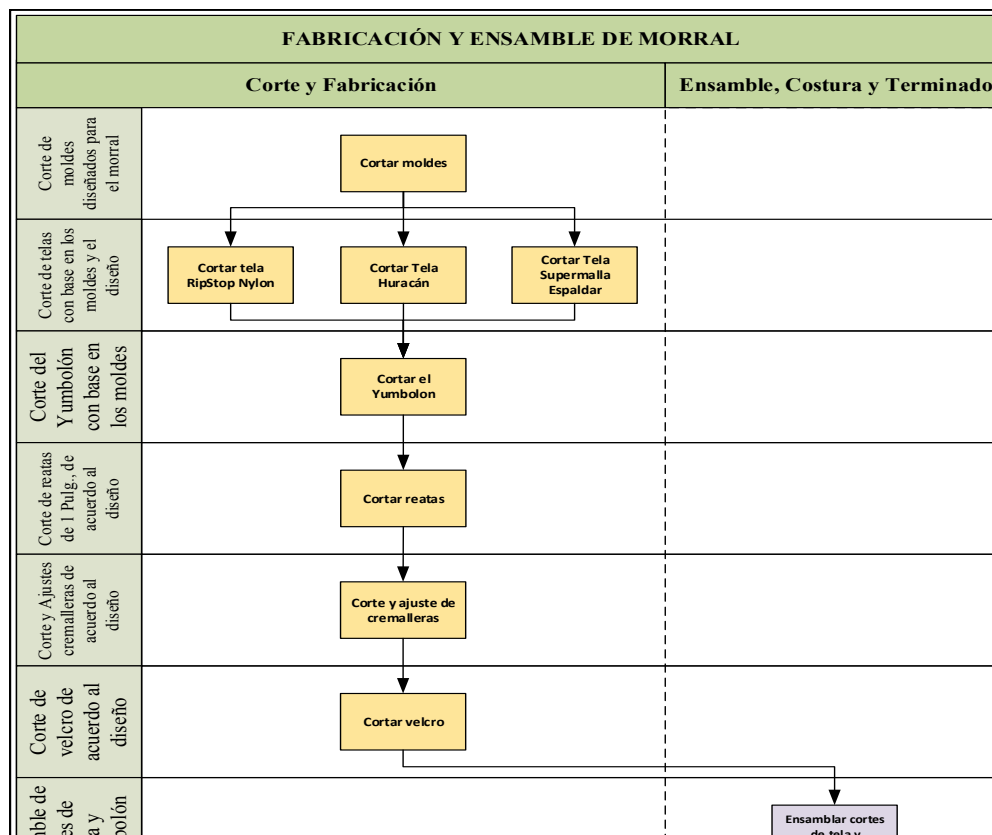 FABRICACIÓN Y ENSAMBLE DE MORRAL
Corte y Fabricación
Ensamble, Costura y Terminado
Corte de
moldes
diseñados para
el morral
Cortar moldes
Corte de telas
con base en los
moldes y el
diseño
Cortar tela
RipStop Nylon
Cortar Tela
Huracán
Cortar Tela
Supermalla
Espaldar
Corte del
Yumbolón
con base en
los moldes
Cortar el
Yumbolon
Corte de reatas
de 1 Pulg., de
acuerdo al
diseño
Cortar reatas
Corte y Ajustes
cremalleras de
acuerdo al
diseño
Corte y ajuste de
cremalleras
Corte de
velcro de
acuerdo al
diseño
Cortar velcro
de
de
y
Ensamblar cortes
de tela y